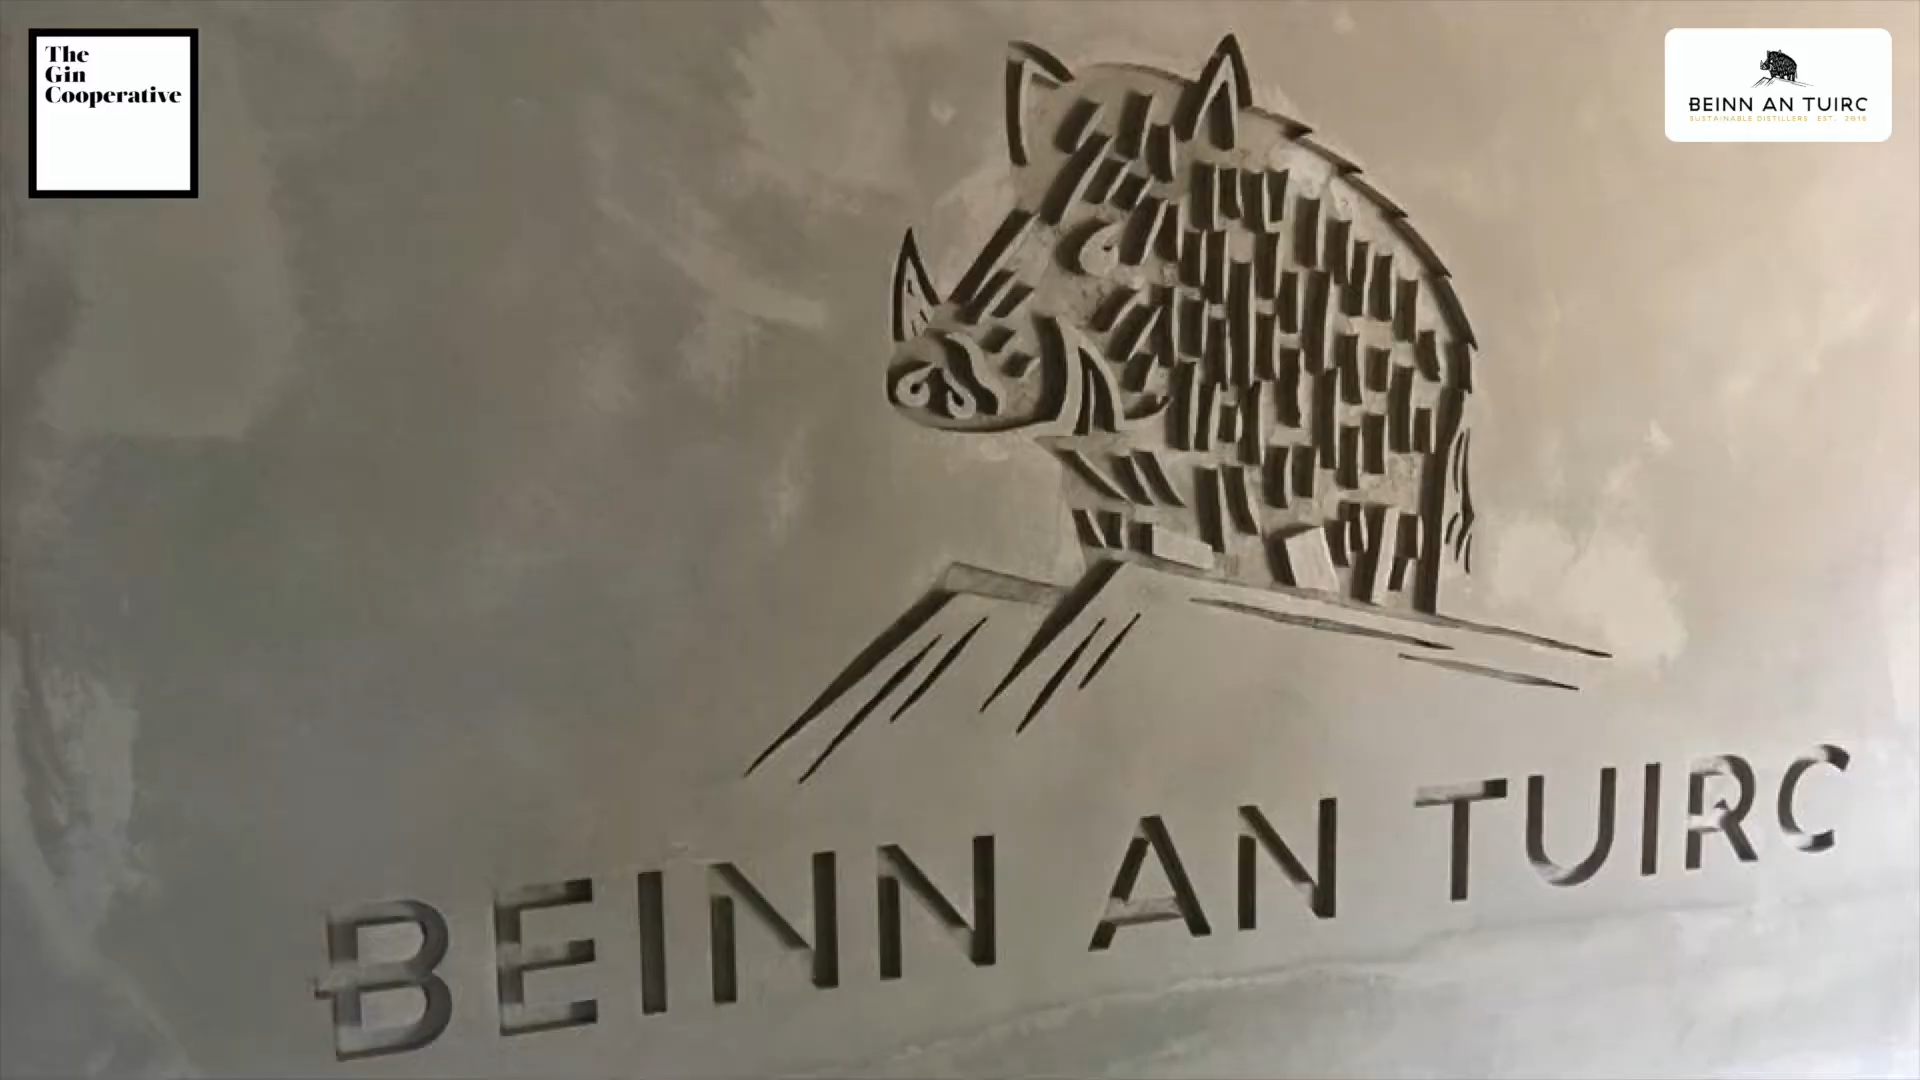 The
Gin
Cooperative
BEINN AN TUIRC
SUSTAINABLE DISTILLERS EST. 2016
BEINN AN TUIRC